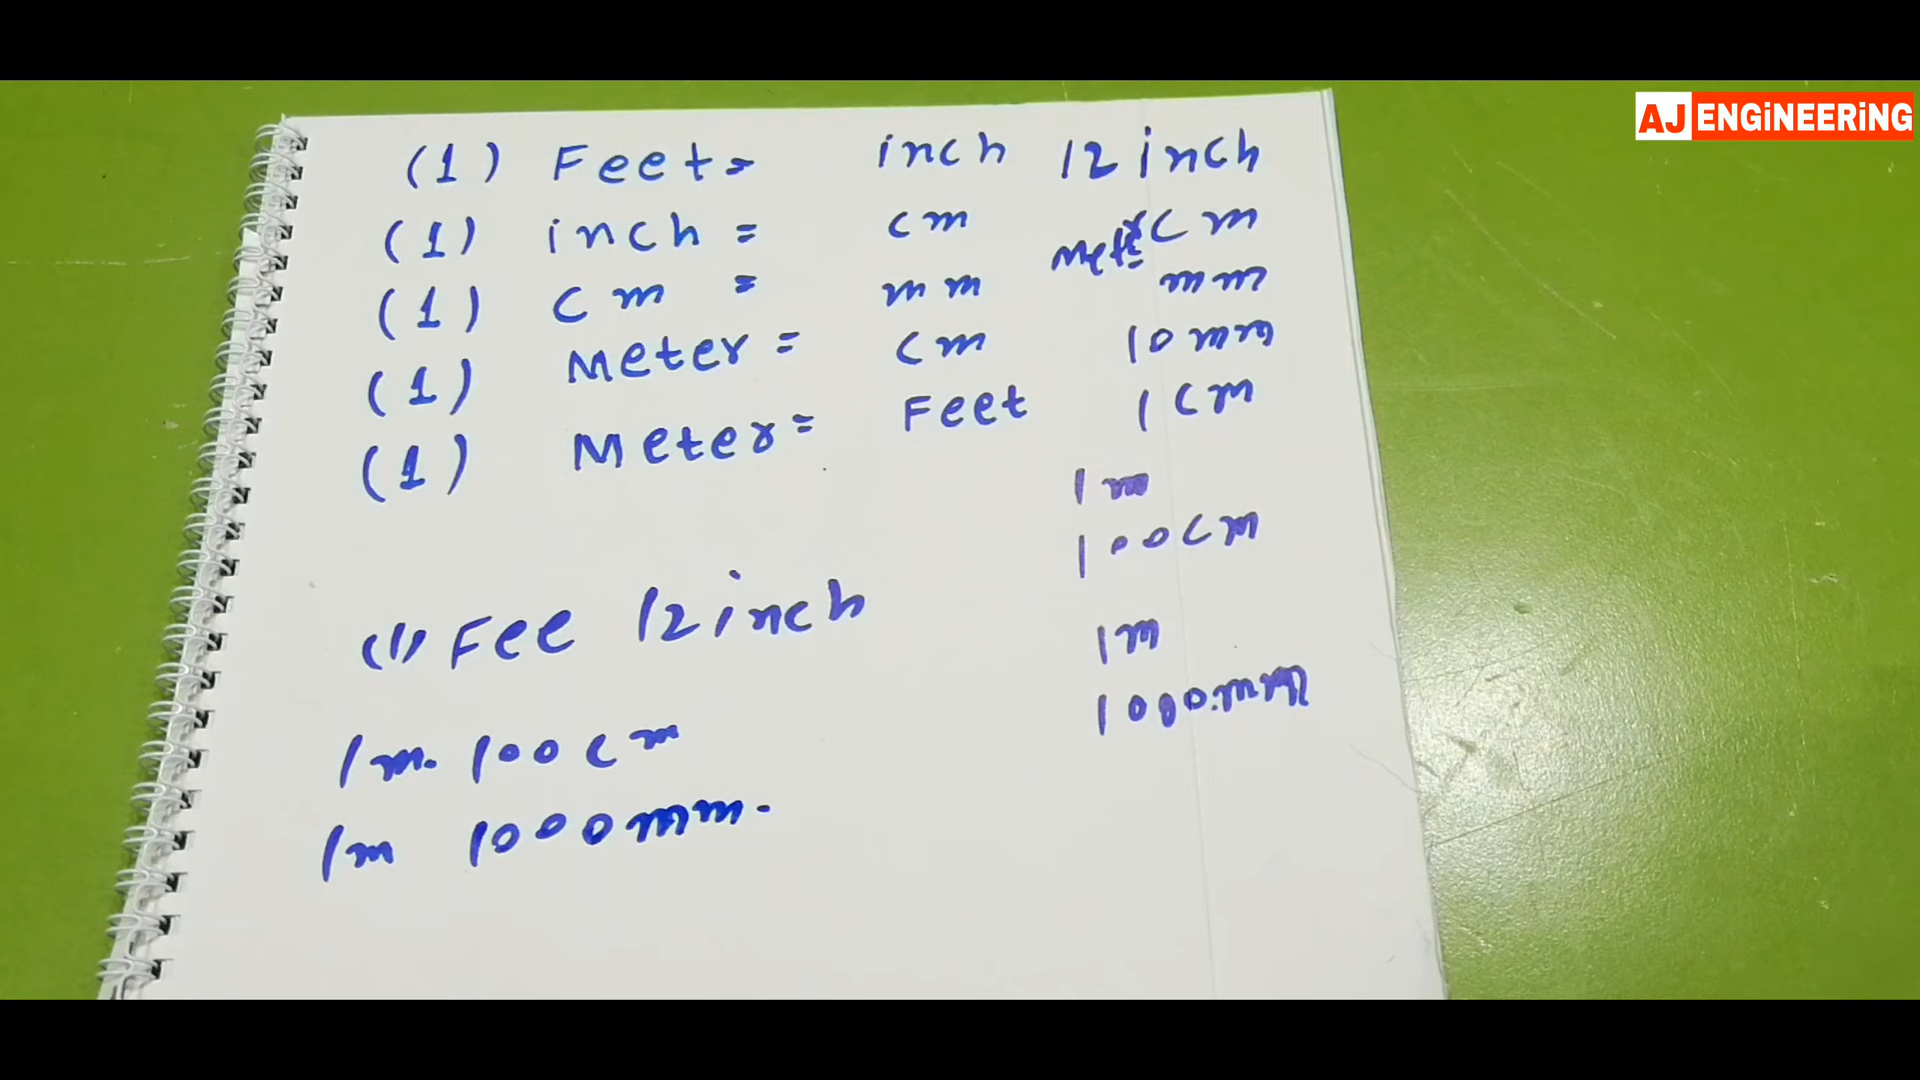 AJ ENGiNEERiNG
(1) Feet= inch 12 inch
(1) inch = cm Meter cm
(1) cm = mm mm
(1) Meter = cm 10 mm
(1) Meter = Feet 1 cm
1 m
100 cm
(1) Fee 12 inch
1 m
1000 mm
1 m. 100 cm
1 m 1000 mm.